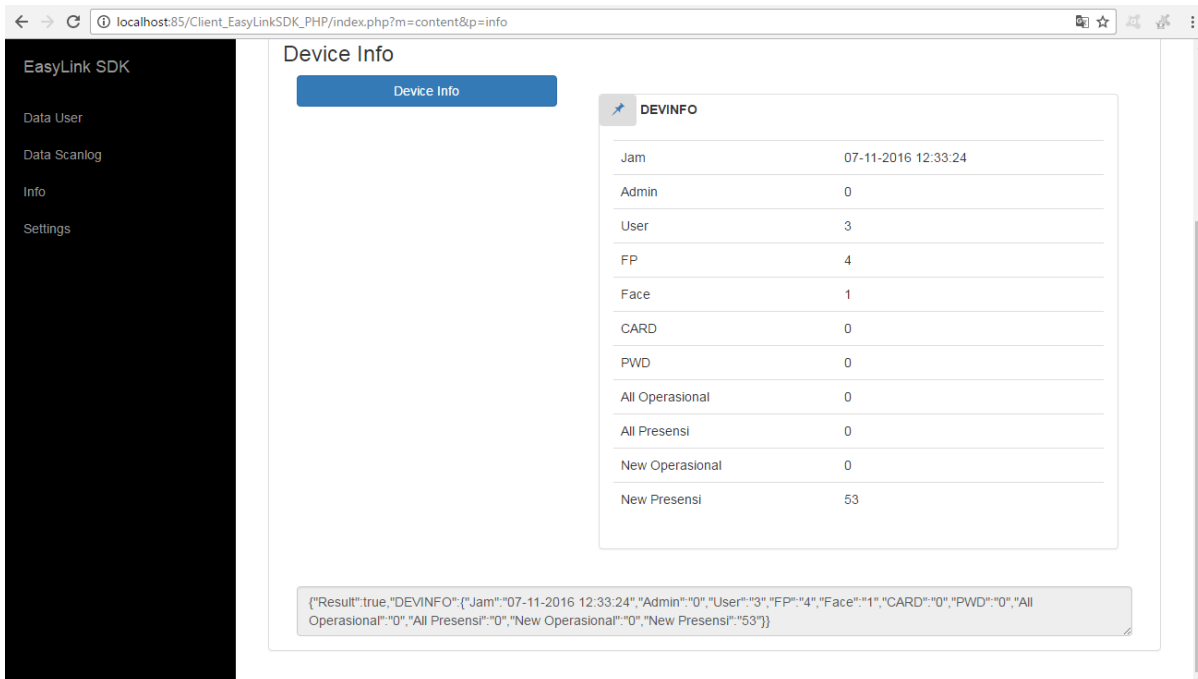 localhost:85/Client_EasyLinkSDK_PHP/index.php?m=content&p=info
EasyLink SDK
Data User
Data Scanlog
Info
Settings
Device Info
Device Info
DEVINFO
Jam 07-11-2016 12:33:24
Admin 0
User 3
FP 4
Face 1
CARD 0
PWD 0
All Operasional 0
All Presensi 0
New Operasional 0
New Presensi 53
{"Result":true,"DEVINFO":{"Jam":"07-11-2016 12:33:24","Admin":"0","User":"3","FP":"4","Face":"1","CARD":"0","PWD":"0","All
Operasional":"0","All Presensi":"0","New Operasional":"0","New Presensi":"53"}}